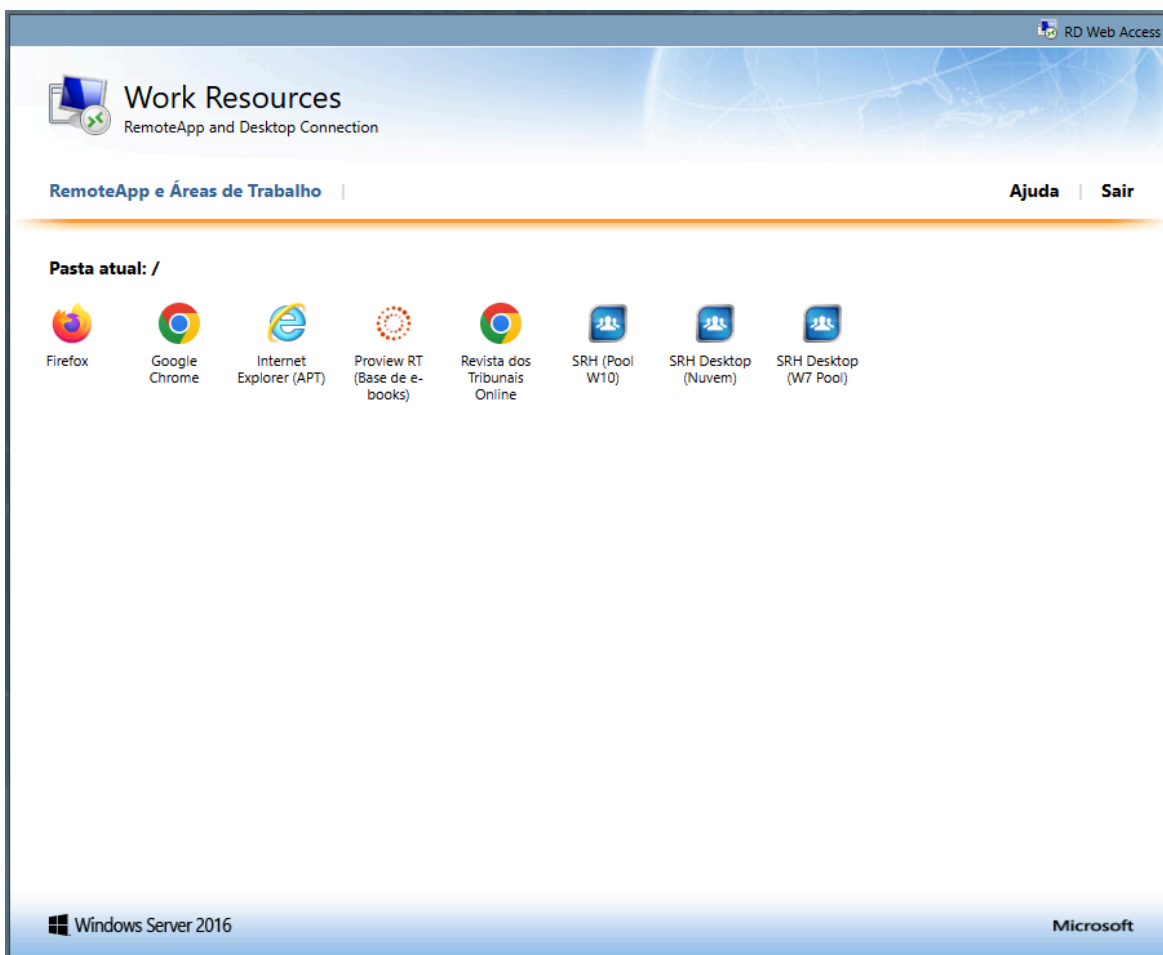 RD Web Access
Work Resources
RemoteApp and Desktop Connection
RemoteApp e Áreas de Trabalho | Ajuda | Sair
Pasta atual: /
Firefox
Google
Chrome
Internet
Explorer (APT)
Proview RT
(Base de e-
books)
Revista dos
Tribunais
Online
SRH (Pool
W10)
SRH Desktop
(Nuvem)
SRH Desktop
(W7 Pool)
Windows Server 2016
Microsoft